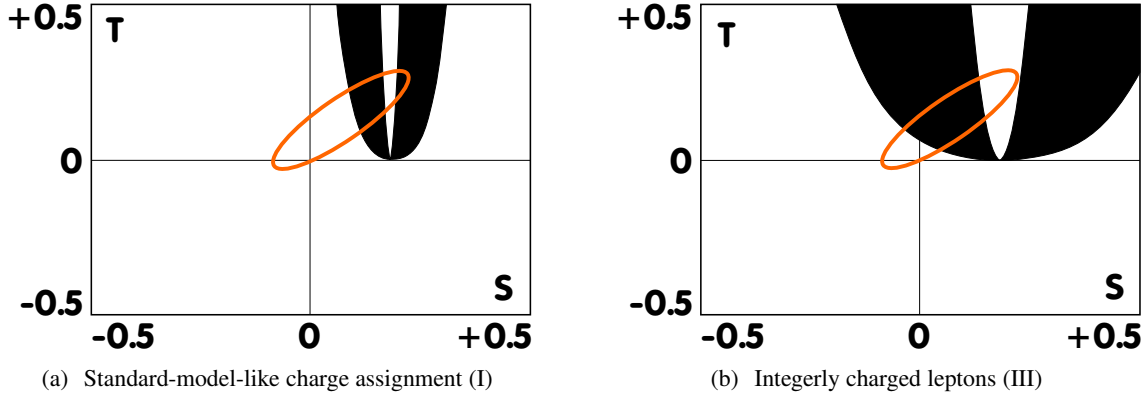 +0.5
T
0
-0.5
S
-0.5 0 +0.5
(a) Standard-model-like charge assignment (I)
+0.5
T
0
-0.5
S
-0.5 0 +0.5
(b) Integerly charged leptons (III)